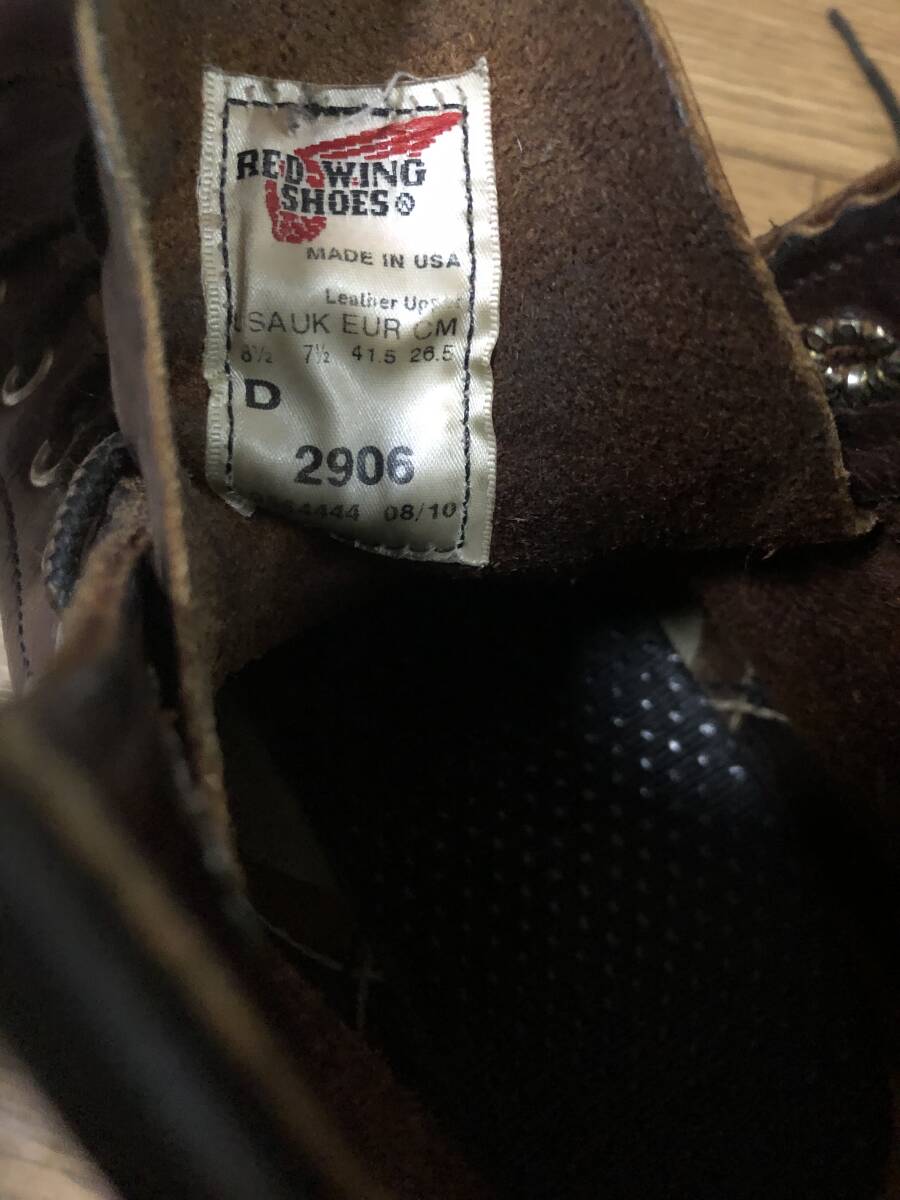 RED WING
SHOES®
MADE IN USA
Leather
USA UK EUR CM
8½ 7½ 41.5 26.5
D
2906
08/10